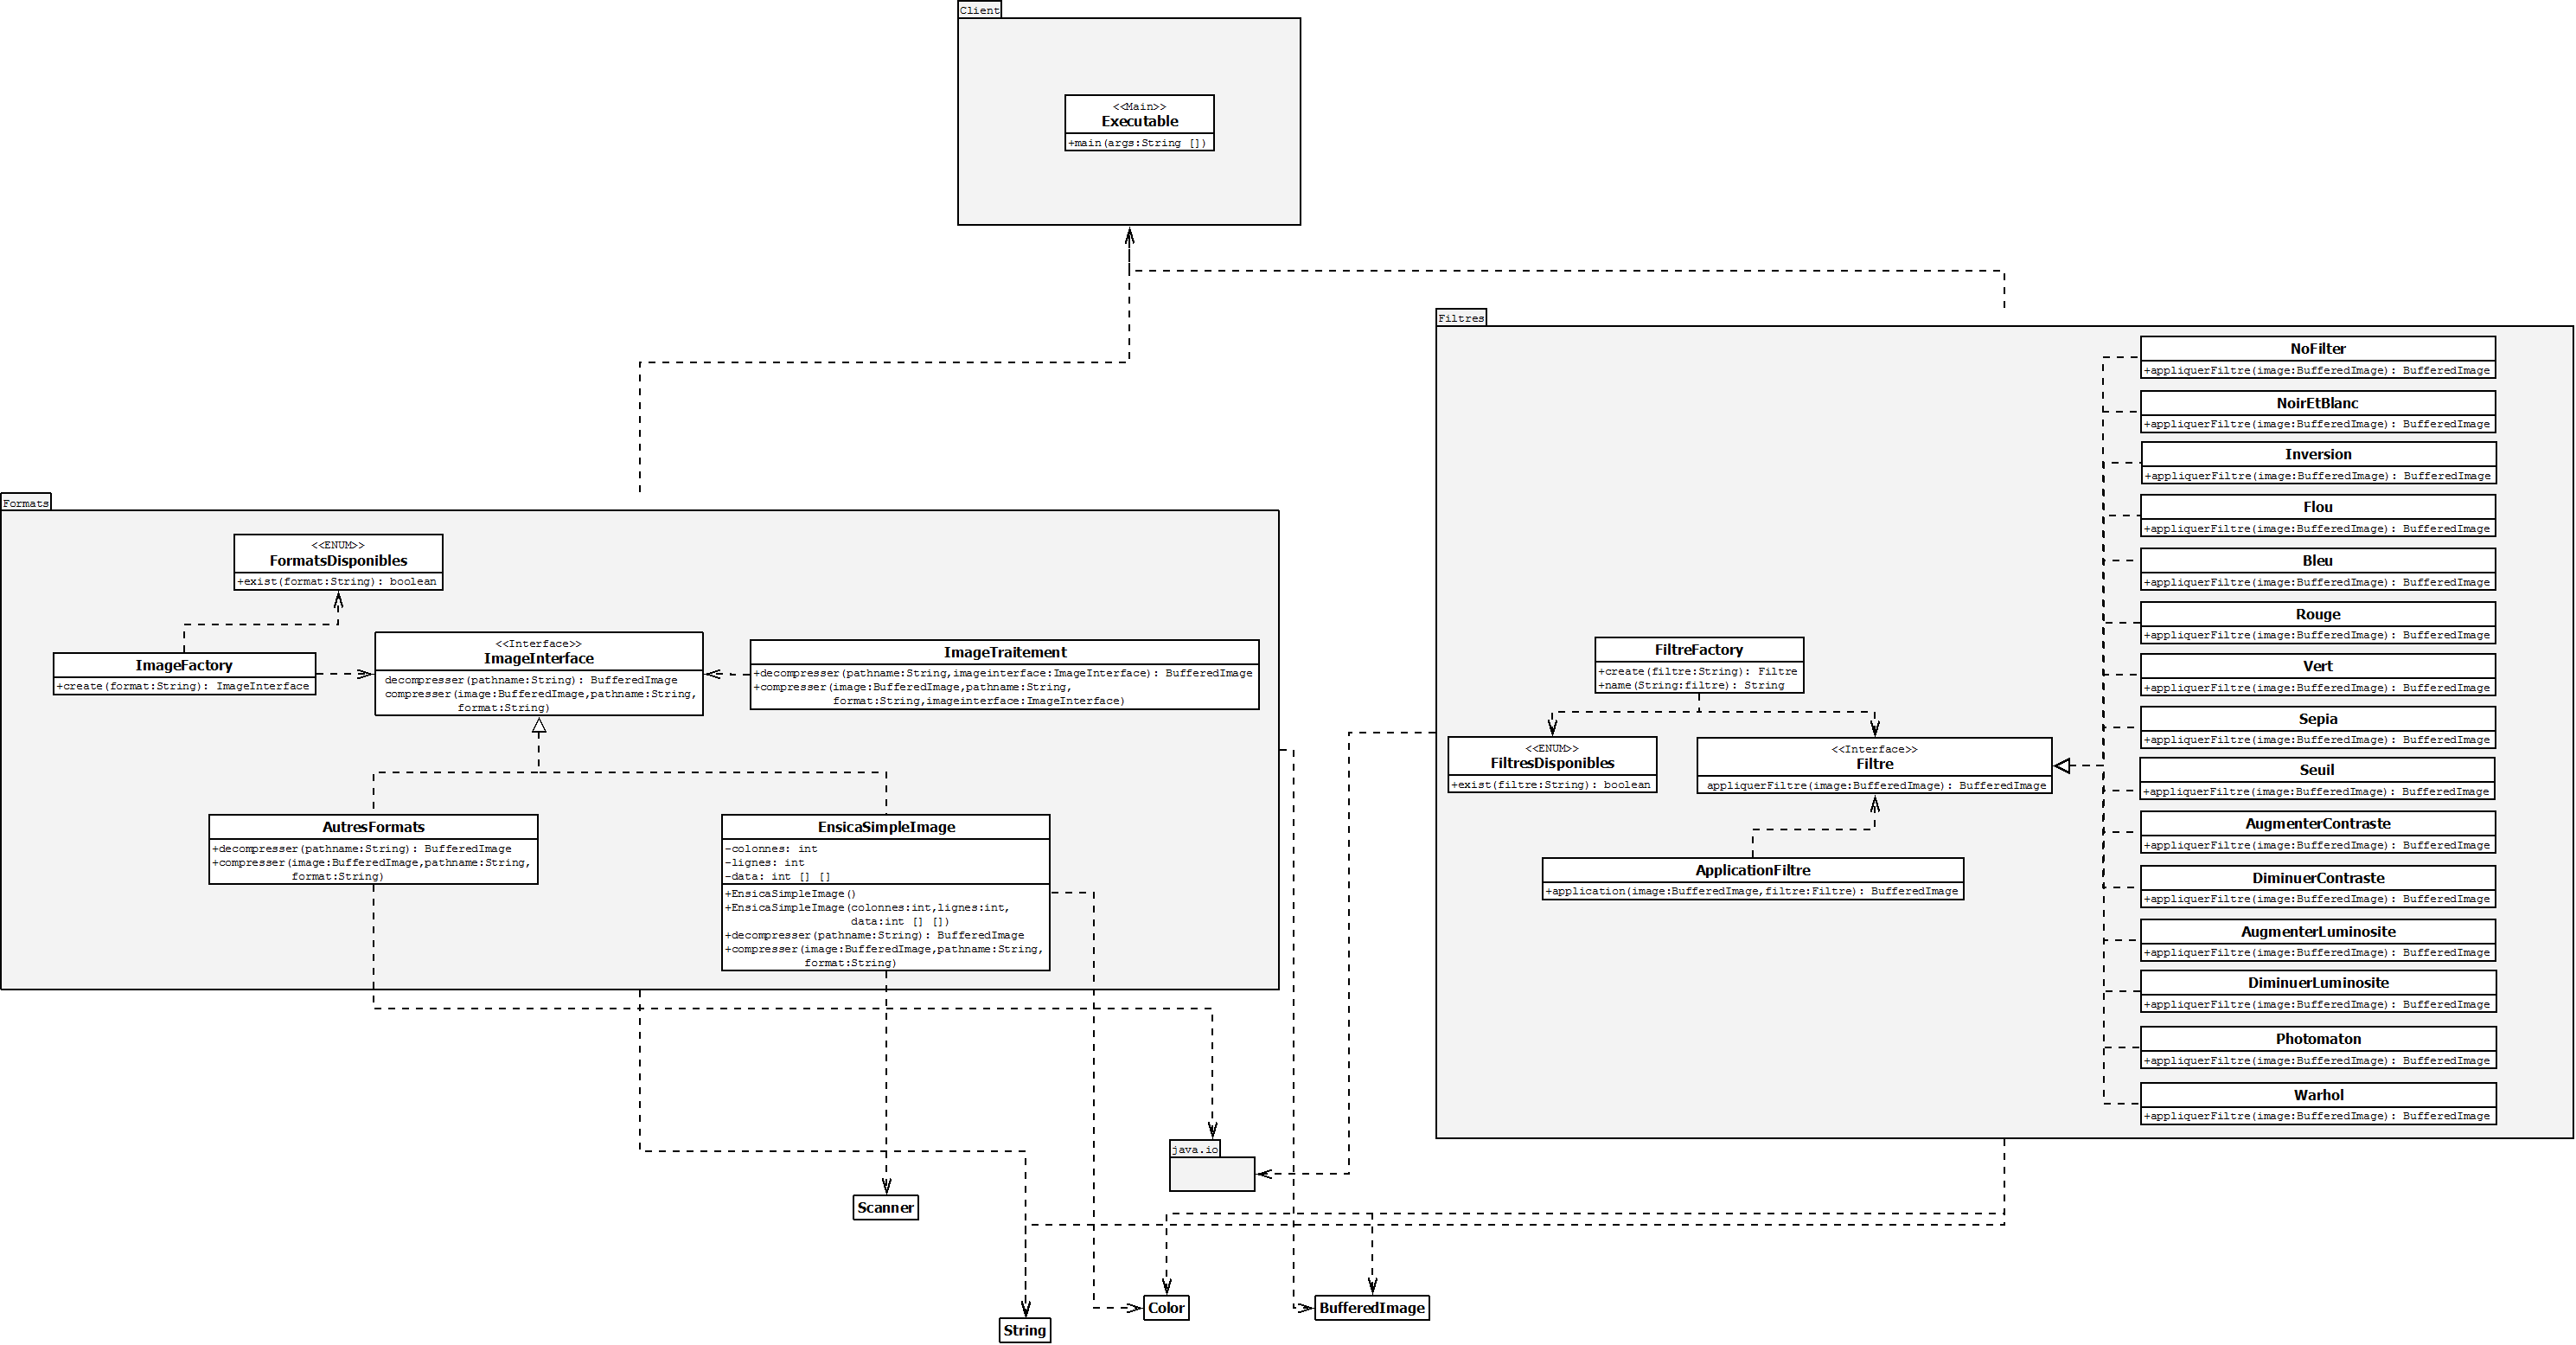 Client
<<Main>>
Executable
+main(args:String [])
Formats
<<ENUM>>
FormatsDisponibles
+exist(format:String): boolean
ImageFactory
+create(format:String): ImageInterface
<<Interface>>
ImageInterface
decompresser(pathname:String): BufferedImage
compresser(image:BufferedImage,pathname:String,
format:String)
ImageTraitement
+decompresser(pathname:String,imageinterface:ImageInterface): BufferedImage
+compresser(image:BufferedImage,pathname:String,
format:String,imageinterface:ImageInterface)
AutresFormats
+decompresser(pathname:String): BufferedImage
+compresser(image:BufferedImage,pathname:String,
format:String)
EnsicaSimpleImage
-colonnes: int
-lignes: int
-data: int [] []
+EnsicaSimpleImage()
+EnsicaSimpleImage(colonnes:int,lignes:int,
data:int [] [])
+decompresser(pathname:String): BufferedImage
+compresser(image:BufferedImage,pathname:String,
format:String)
Filtres
FiltreFactory
+create(filtre:String): Filtre
+name(String:filtre): String
<<ENUM>>
FiltresDisponibles
+exist(filtre:String): boolean
<<Interface>>
Filtre
appliquerFiltre(image:BufferedImage): BufferedImage
ApplicationFiltre
+application(image:BufferedImage,filtre:Filtre): BufferedImage
NoFilter
+appliquerFiltre(image:BufferedImage): BufferedImage
NoirEtBlanc
+appliquerFiltre(image:BufferedImage): BufferedImage
Inversion
+appliquerFiltre(image:BufferedImage): BufferedImage
Flou
+appliquerFiltre(image:BufferedImage): BufferedImage
Bleu
+appliquerFiltre(image:BufferedImage): BufferedImage
Rouge
+appliquerFiltre(image:BufferedImage): BufferedImage
Vert
+appliquerFiltre(image:BufferedImage): BufferedImage
Sepia
+appliquerFiltre(image:BufferedImage): BufferedImage
Seuil
+appliquerFiltre(image:BufferedImage): BufferedImage
AugmenterContraste
+appliquerFiltre(image:BufferedImage): BufferedImage
DiminuerContraste
+appliquerFiltre(image:BufferedImage): BufferedImage
AugmenterLuminosite
+appliquerFiltre(image:BufferedImage): BufferedImage
DiminuerLuminosite
+appliquerFiltre(image:BufferedImage): BufferedImage
Photomaton
+appliquerFiltre(image:BufferedImage): BufferedImage
Warhol
+appliquerFiltre(image:BufferedImage): BufferedImage
java.io
Scanner
Color
BufferedImage
String